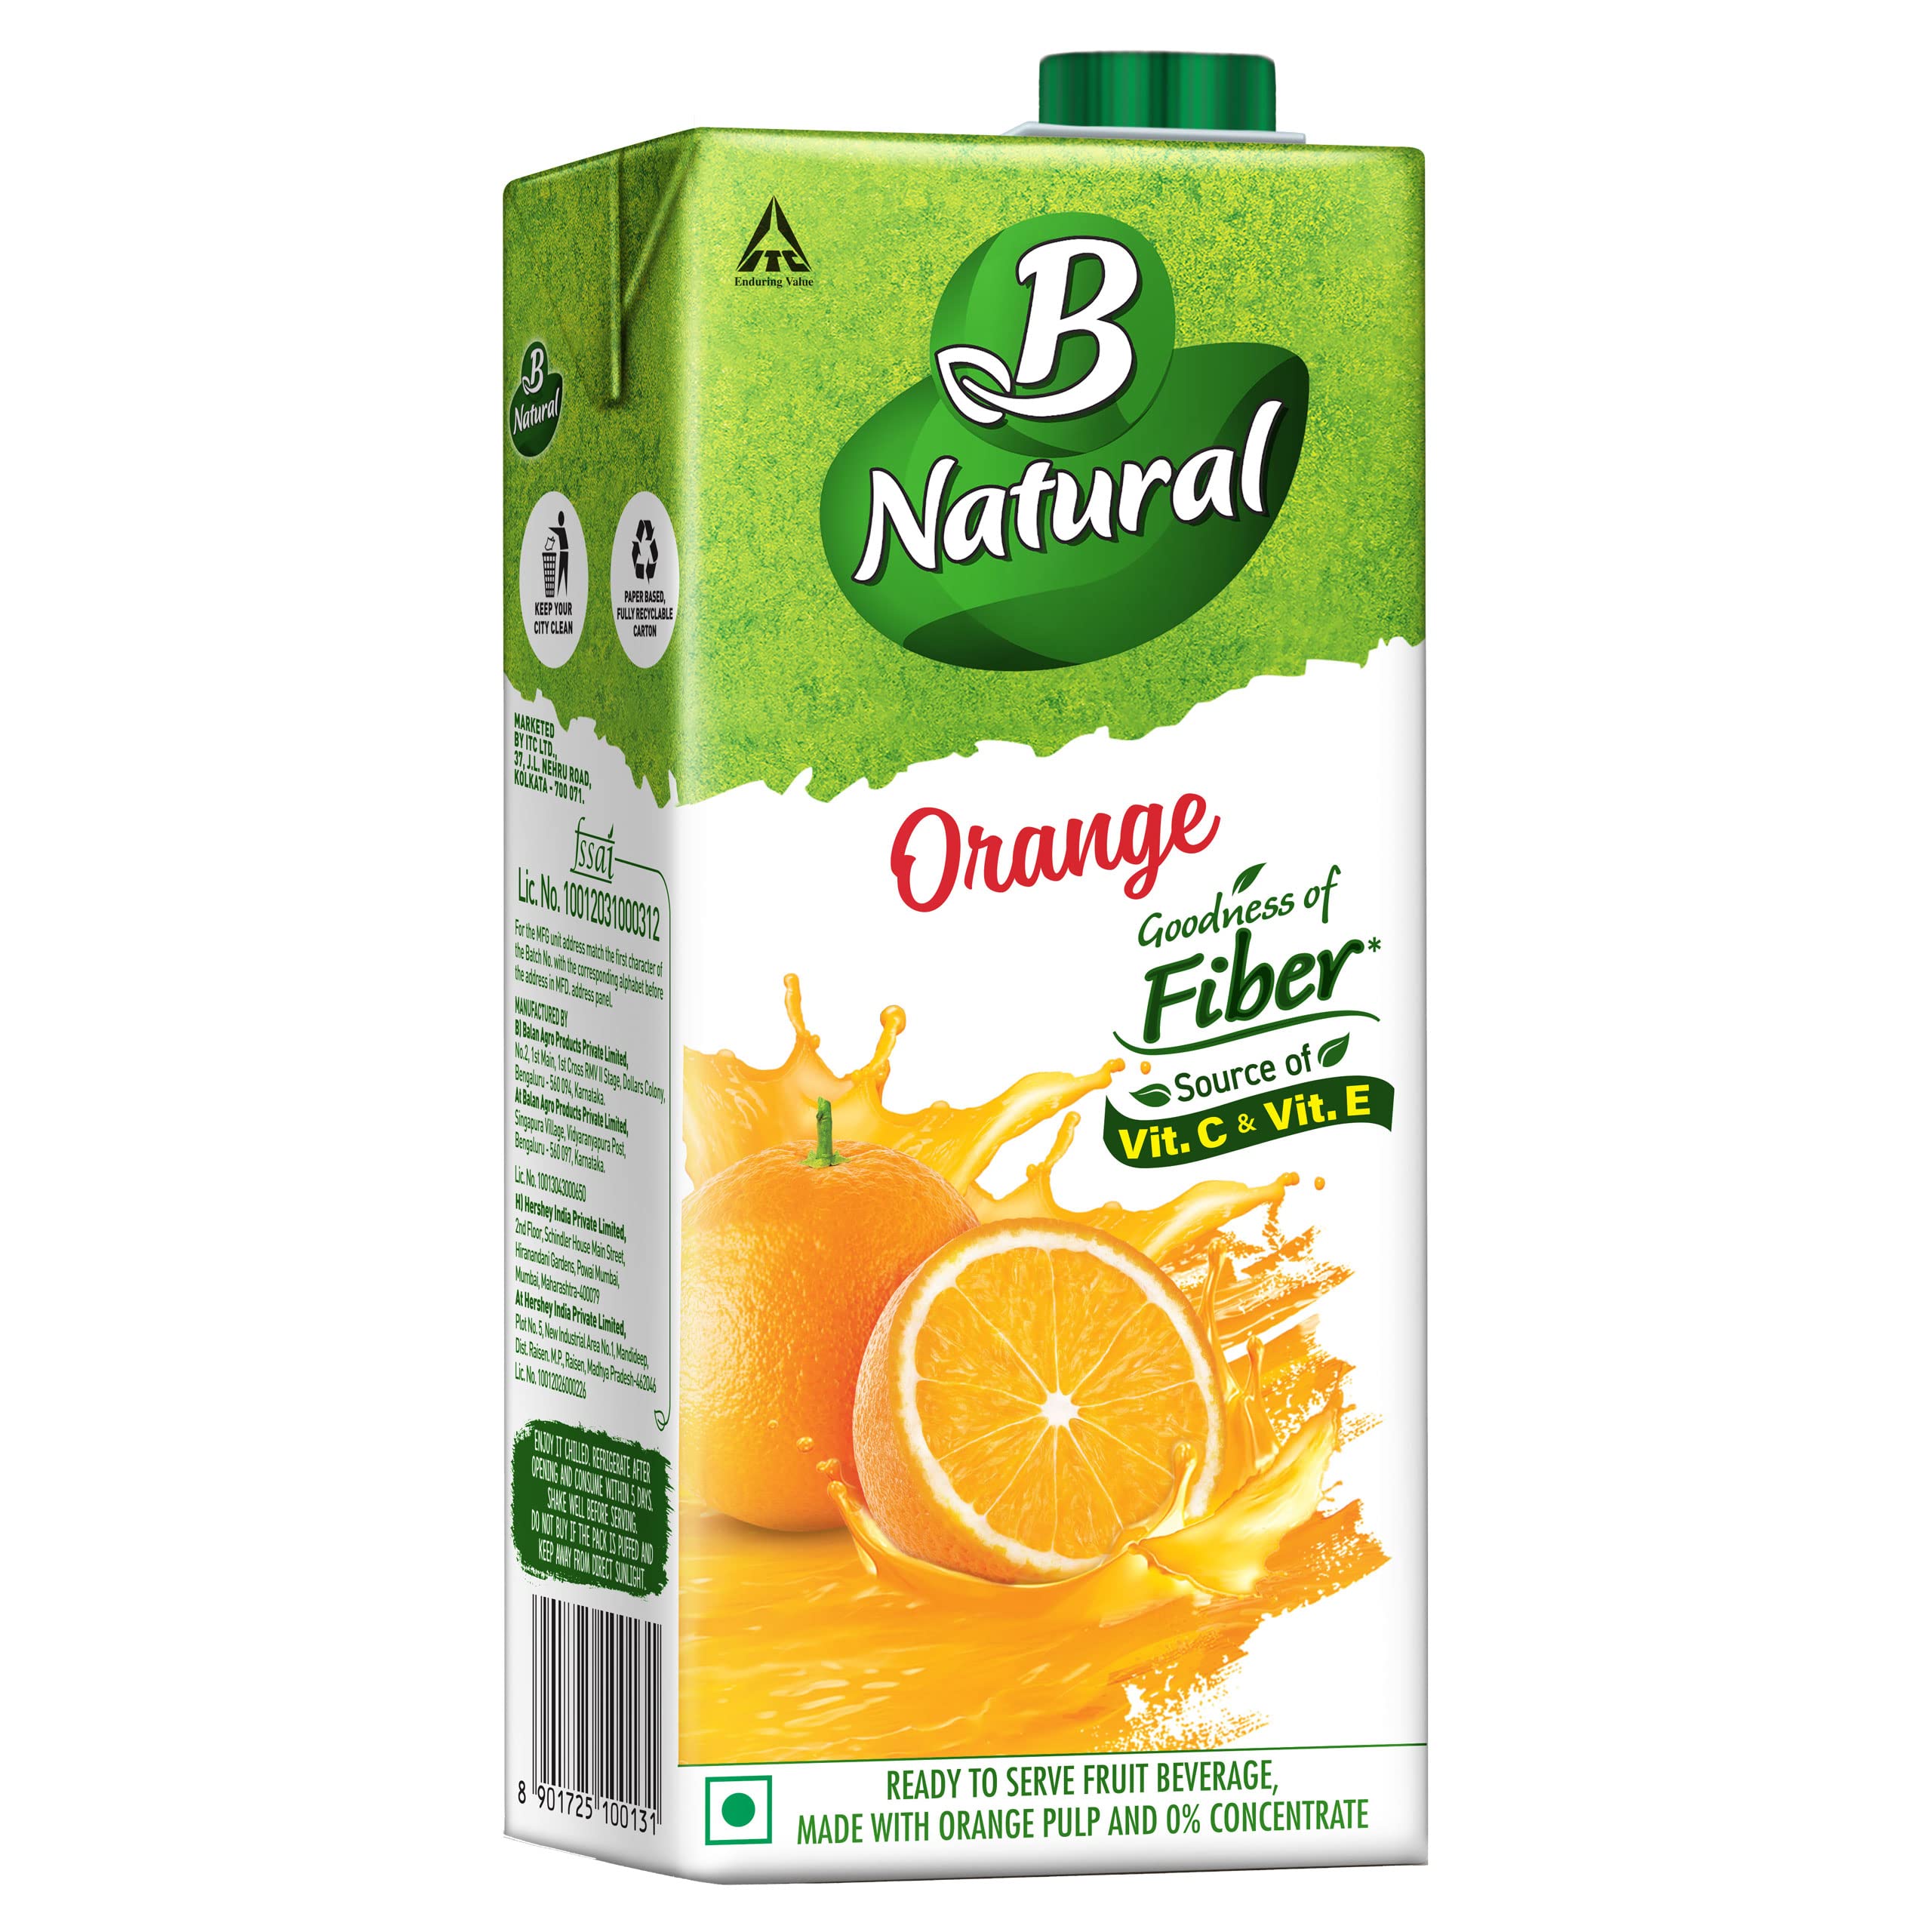 ITC
Enduring Value
B
Natural
Orange
Goodness of
Fiber*
Source of
Vit. C & Vit. E
READY TO SERVE FRUIT BEVERAGE,
MADE WITH ORANGE PULP AND 0% CONCENTRATE
B
Natural
KEEP YOUR
CITY CLEAN
PAPER BASED,
FULLY RECYCLABLE
CARTON
MARKETED
BY ITC LTD.,
37, J.L. NEHRU ROAD,
KOLKATA - 700 071.
fssai
Lic. No. 10012031000312
For the MFG unit address match the first character of
the Batch No. with the corresponding alphabet before
the address in MFD. address panel.
MANUFACTURED BY
B) Balan Agro Products Private Limited,
No.2, 1st Main, 1st Cross RMV II Stage, Dollars Colony,
Bengaluru - 560 094, Karnataka.
At Balan Agro Products Private Limited,
Singapura Village, Vidyaranyapura Post,
Bengaluru - 560 097, Karnataka.
Lic. No. 10013043000650
H) Hershey India Private Limited,
2nd Floor, Schindler House Main Street,
Hiranandani Gardens, Powai Mumbai,
Mumbai, Maharashtra-400079
At Hershey India Private Limited,
Plot No. 5, New Industrial Area No.1, Mandideep,
Dist. Raisen. M.P., Raisen, Madhya Pradesh-462046
Lic. No. 10012026000226
ENJOY IT CHILLED. REFRIGERATE AFTER
OPENING AND CONSUME WITHIN 5 DAYS.
SHAKE WELL BEFORE SERVING.
DO NOT BUY IF THE PACK IS PUFFED AND
KEEP AWAY FROM DIRECT SUNLIGHT.
8 901725 100131